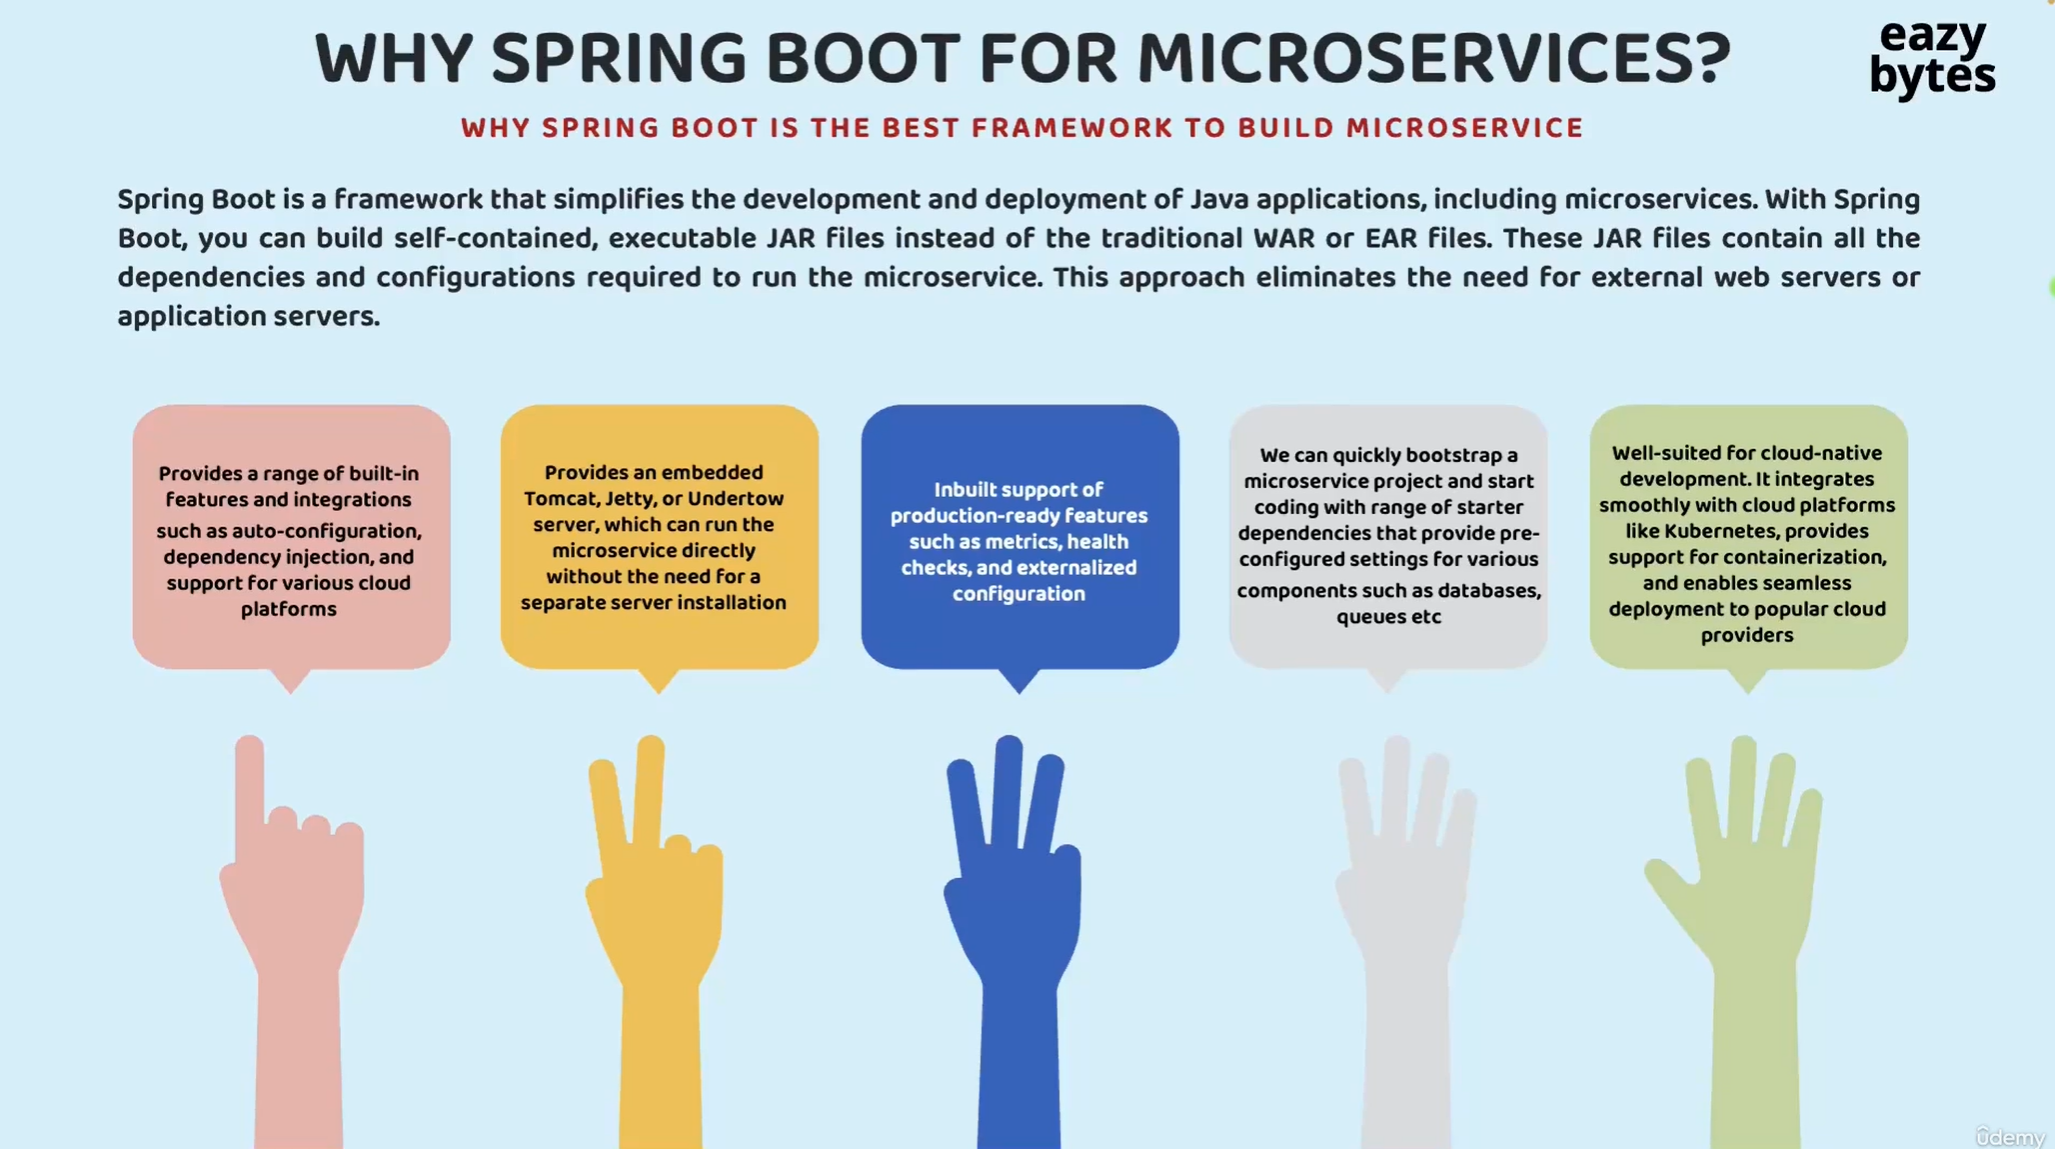 WHY SPRING BOOT FOR MICROSERVICES?
eazy
bytes
WHY SPRING BOOT IS THE BEST FRAMEWORK TO BUILD MICROSERVICE
Spring Boot is a framework that simplifies the development and deployment of Java applications, including microservices. With Spring
Boot, you can build self-contained, executable JAR files instead of the traditional WAR or EAR files. These JAR files contain all the
dependencies and configurations required to run the microservice. This approach eliminates the need for external web servers or
application servers.
Provides a range of built-in
features and integrations
such as auto-configuration,
dependency injection, and
support for various cloud
platforms
Provides an embedded
Tomcat, Jetty, or Undertow
server, which can run the
microservice directly
without the need for a
separate server installation
Inbuilt support of
production-ready features
such as metrics, health
checks, and externalized
configuration
We can quickly bootstrap a
microservice project and start
coding with range of starter
dependencies that provide pre-
configured settings for various
components such as databases,
queues etc
Well-suited for cloud-native
development. It integrates
smoothly with cloud platforms
like Kubernetes, provides
support for containerization,
and enables seamless
deployment to popular cloud
providers
ûdemy